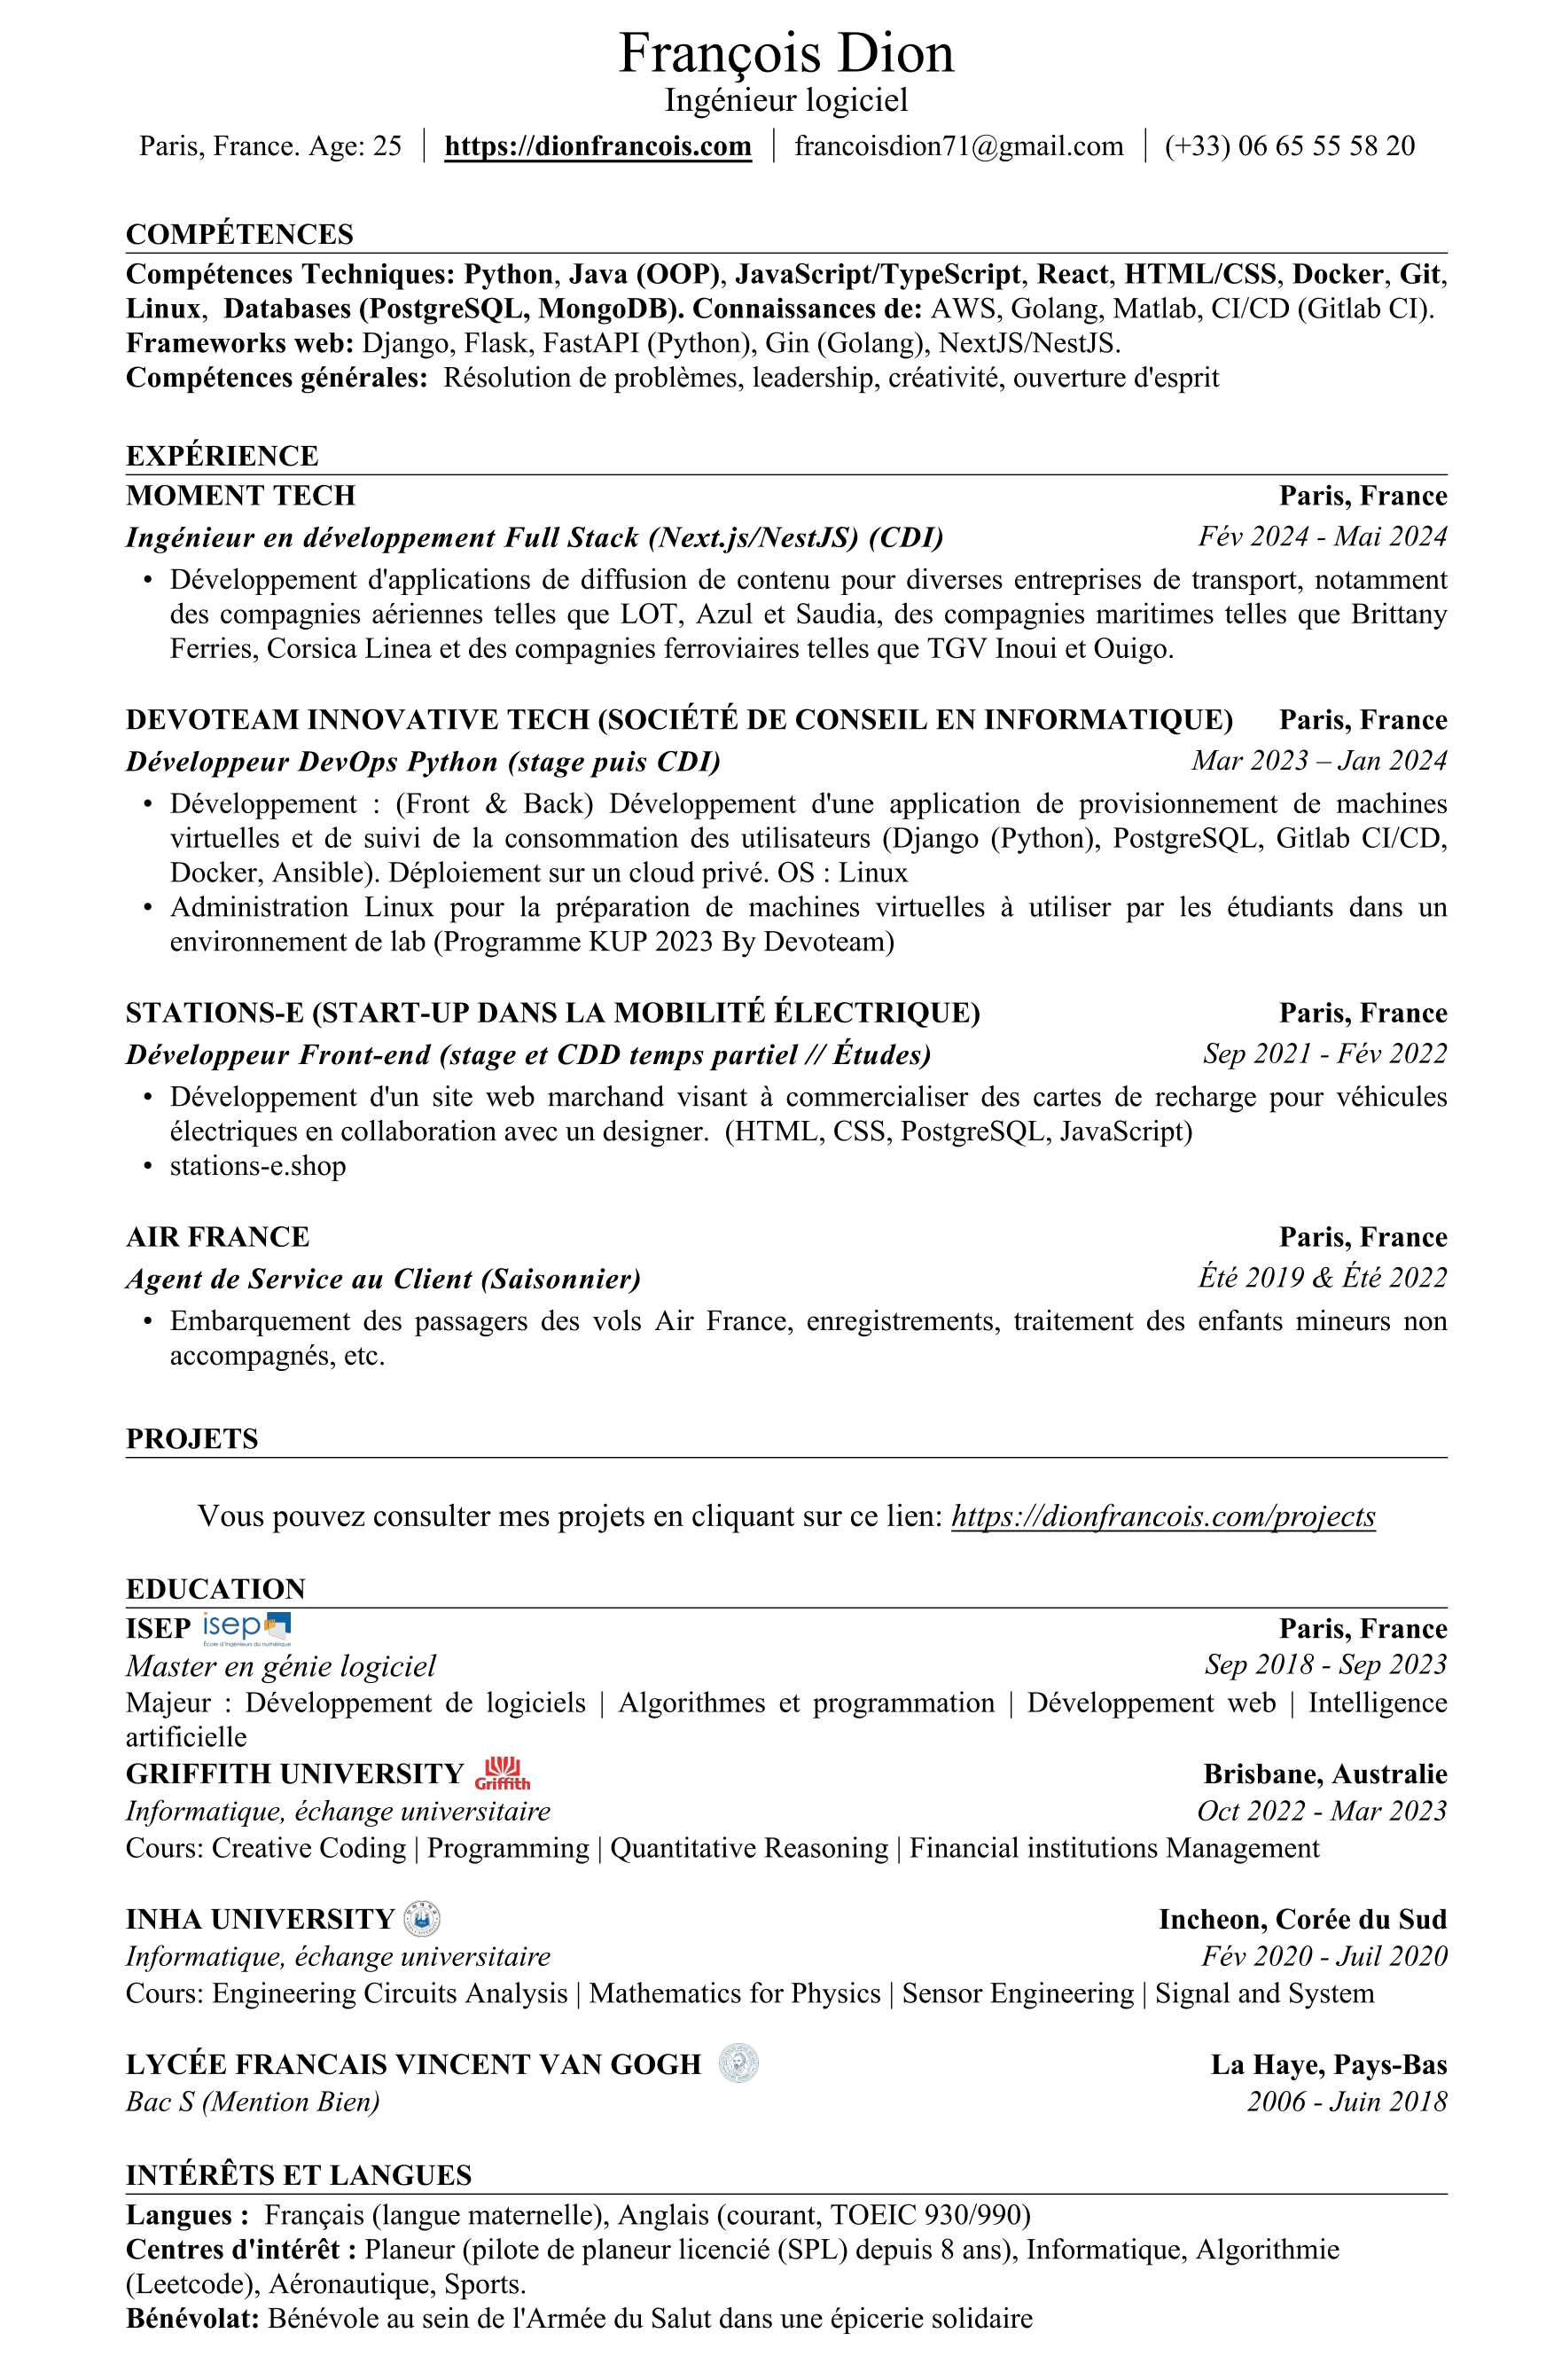 François Dion
Ingénieur logiciel
Paris, France. Age: 25 | https://dionfrancois.com | francoisdion71@gmail.com | (+33) 06 65 55 58 20
COMPÉTENCES
Compétences Techniques: Python, Java (OOP), JavaScript/TypeScript, React, HTML/CSS, Docker, Git,
Linux, Databases (PostgreSQL, MongoDB). Connaissances de: AWS, Golang, Matlab, CI/CD (Gitlab CI).
Frameworks web: Django, Flask, FastAPI (Python), Gin (Golang), NextJS/NestJS.
Compétences générales: Résolution de problèmes, leadership, créativité, ouverture d'esprit
EXPÉRIENCE
MOMENT TECH Paris, France
Ingénieur en développement Full Stack (Next.js/NestJS) (CDI) Fév 2024 - Mai 2024
• Développement d'applications de diffusion de contenu pour diverses entreprises de transport, notamment
des compagnies aériennes telles que LOT, Azul et Saudia, des compagnies maritimes telles que Brittany
Ferries, Corsica Linea et des compagnies ferroviaires telles que TGV Inoui et Ouigo.
DEVOTEAM INNOVATIVE TECH (SOCIÉTÉ DE CONSEIL EN INFORMATIQUE) Paris, France
Développeur DevOps Python (stage puis CDI) Mar 2023 – Jan 2024
• Développement : (Front & Back) Développement d'une application de provisionnement de machines
virtuelles et de suivi de la consommation des utilisateurs (Django (Python), PostgreSQL, Gitlab CI/CD,
Docker, Ansible). Déploiement sur un cloud privé. OS : Linux
• Administration Linux pour la préparation de machines virtuelles à utiliser par les étudiants dans un
environnement de lab (Programme KUP 2023 By Devoteam)
STATIONS-E (START-UP DANS LA MOBILITÉ ÉLECTRIQUE) Paris, France
Développeur Front-end (stage et CDD temps partiel // Études) Sep 2021 - Fév 2022
• Développement d'un site web marchand visant à commercialiser des cartes de recharge pour véhicules
électriques en collaboration avec un designer. (HTML, CSS, PostgreSQL, JavaScript)
• stations-e.shop
AIR FRANCE Paris, France
Agent de Service au Client (Saisonnier) Été 2019 & Été 2022
• Embarquement des passagers des vols Air France, enregistrements, traitement des enfants mineurs non
accompagnés, etc.
PROJETS
Vous pouvez consulter mes projets en cliquant sur ce lien: https://dionfrancois.com/projects
EDUCATION
ISEP isep Paris, France
École d'ingénieurs du numérique
Master en génie logiciel Sep 2018 - Sep 2023
Majeur : Développement de logiciels | Algorithmes et programmation | Développement web | Intelligence
artificielle
GRIFFITH UNIVERSITY Griffith Brisbane, Australie
Informatique, échange universitaire Oct 2022 - Mar 2023
Cours: Creative Coding | Programming | Quantitative Reasoning | Financial institutions Management
INHA UNIVERSITY Incheon, Corée du Sud
Informatique, échange universitaire Fév 2020 - Juil 2020
Cours: Engineering Circuits Analysis | Mathematics for Physics | Sensor Engineering | Signal and System
LYCÉE FRANCAIS VINCENT VAN GOGH La Haye, Pays-Bas
Bac S (Mention Bien) 2006 - Juin 2018
INTÉRÊTS ET LANGUES
Langues : Français (langue maternelle), Anglais (courant, TOEIC 930/990)
Centres d'intérêt : Planeur (pilote de planeur licencié (SPL) depuis 8 ans), Informatique, Algorithmie
(Leetcode), Aéronautique, Sports.
Bénévolat: Bénévole au sein de l'Armée du Salut dans une épicerie solidaire